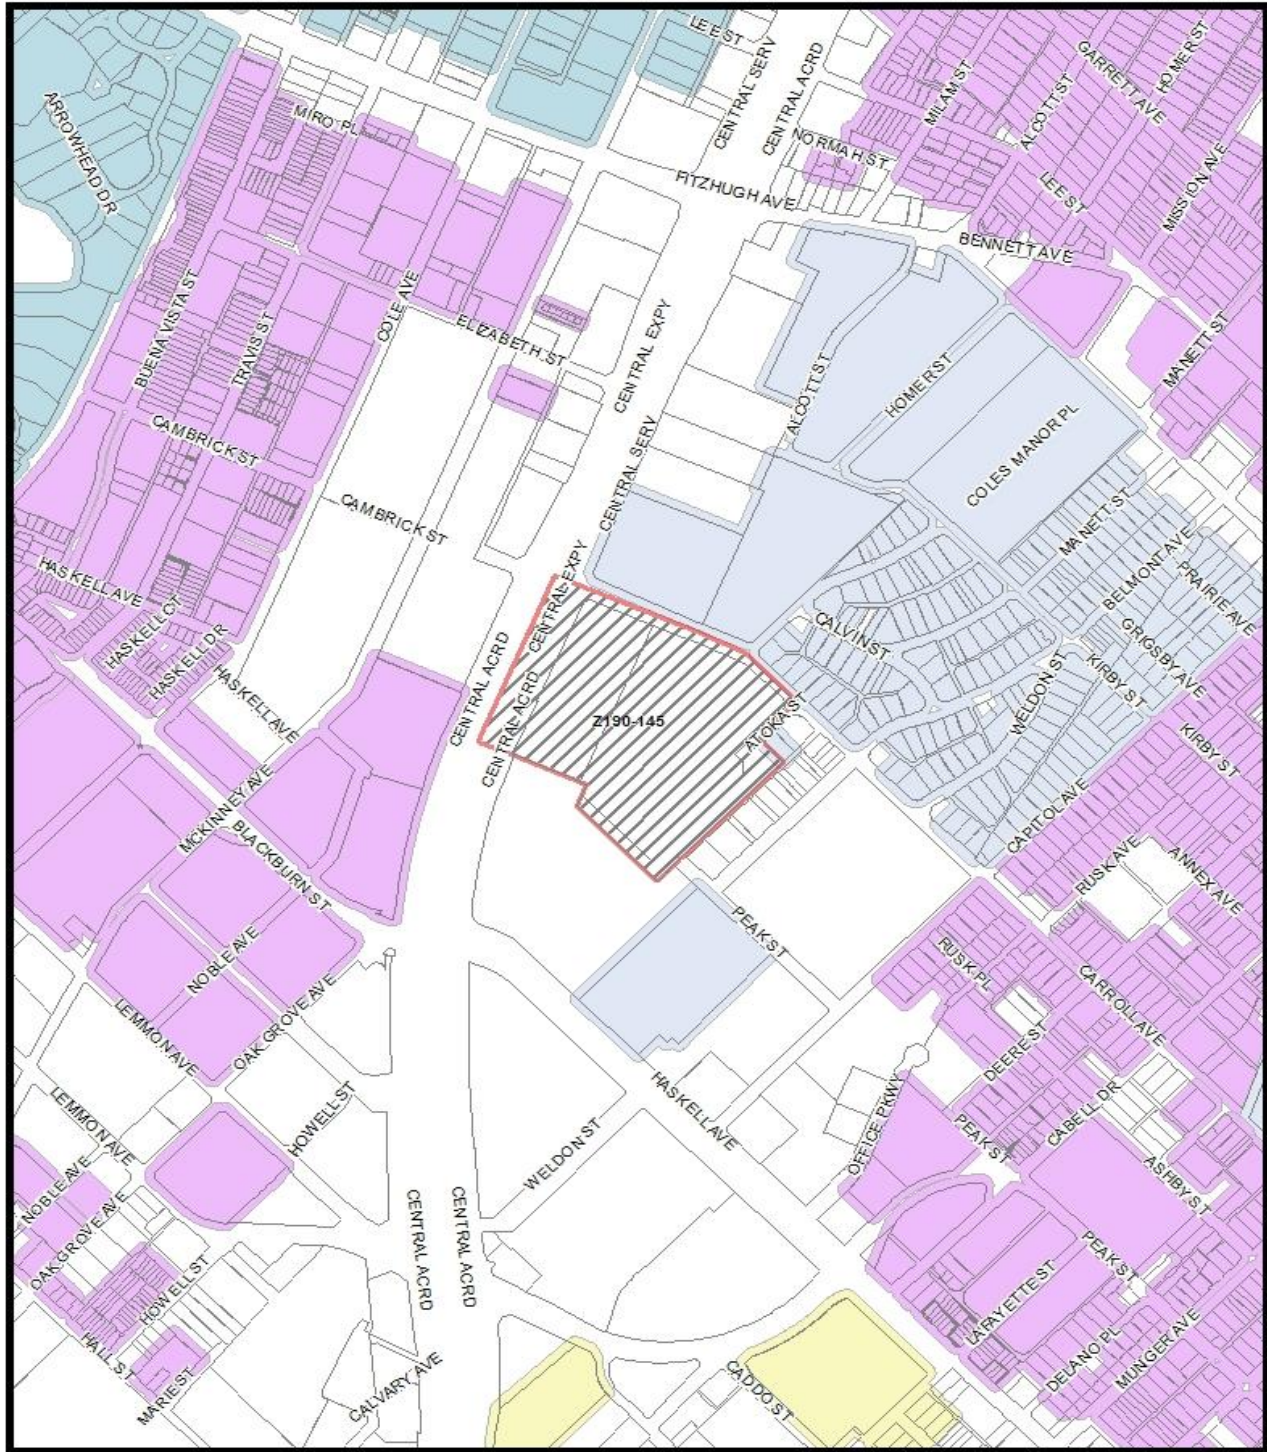 LEE ST
CENTRAL SERV
CENTRAL ACRD
MILAM ST
ALCOTT ST
GARRETT AVE
HOMER ST
ARROWHEAD DR
MIRO PL
NORMAH ST
FITZHUGH AVE
LEE ST
MISSION AVE
BENNETT AVE
BUENA VISTA ST
TRAVIS ST
COLE AVE
ELIZABETH ST
CENTRAL EXPY
ALCOTT ST
HOMER ST
MANETT ST
CAMBRICK ST
CAMBRICK ST
CENTRAL SERV
COLES MANOR PL
MANETT ST
BELMONT AVE
PRAIRIE AVE
HASKELL AVE
HASKELL CT
HASKELL DR
HASKELL AVE
CENTRAL EXPY
CENTRAL ACRD
CENTRAL ACRD
CALVIN ST
GRIGSBY AVE
KIRBY ST
WELDON ST
KIRBY ST
Z190-145
ATOKA ST
MCKINNEY AVE
BLACKBURN ST
CAPITOL AVE
RUSK AVE
ANNEX AVE
NOBLE AVE
PEAK ST
RUSK PL
CARROLL AVE
LEMMON AVE
OAK GROVE AVE
DEERE ST
LEMMON AVE
HOWELL ST
HASKELL AVE
OFFICE PKWY
CABELL DR
PEAK ST
ASHBY ST
NOBLE AVE
OAK GROVE AVE
WELDON ST
CENTRAL ACRD
CENTRAL ACRD
HOWELL ST
PEAK ST
LAFAYETTE ST
HALL ST
MARIE ST
CALVARY AVE
CADDO ST
DELANO PL
MUNGER AVE